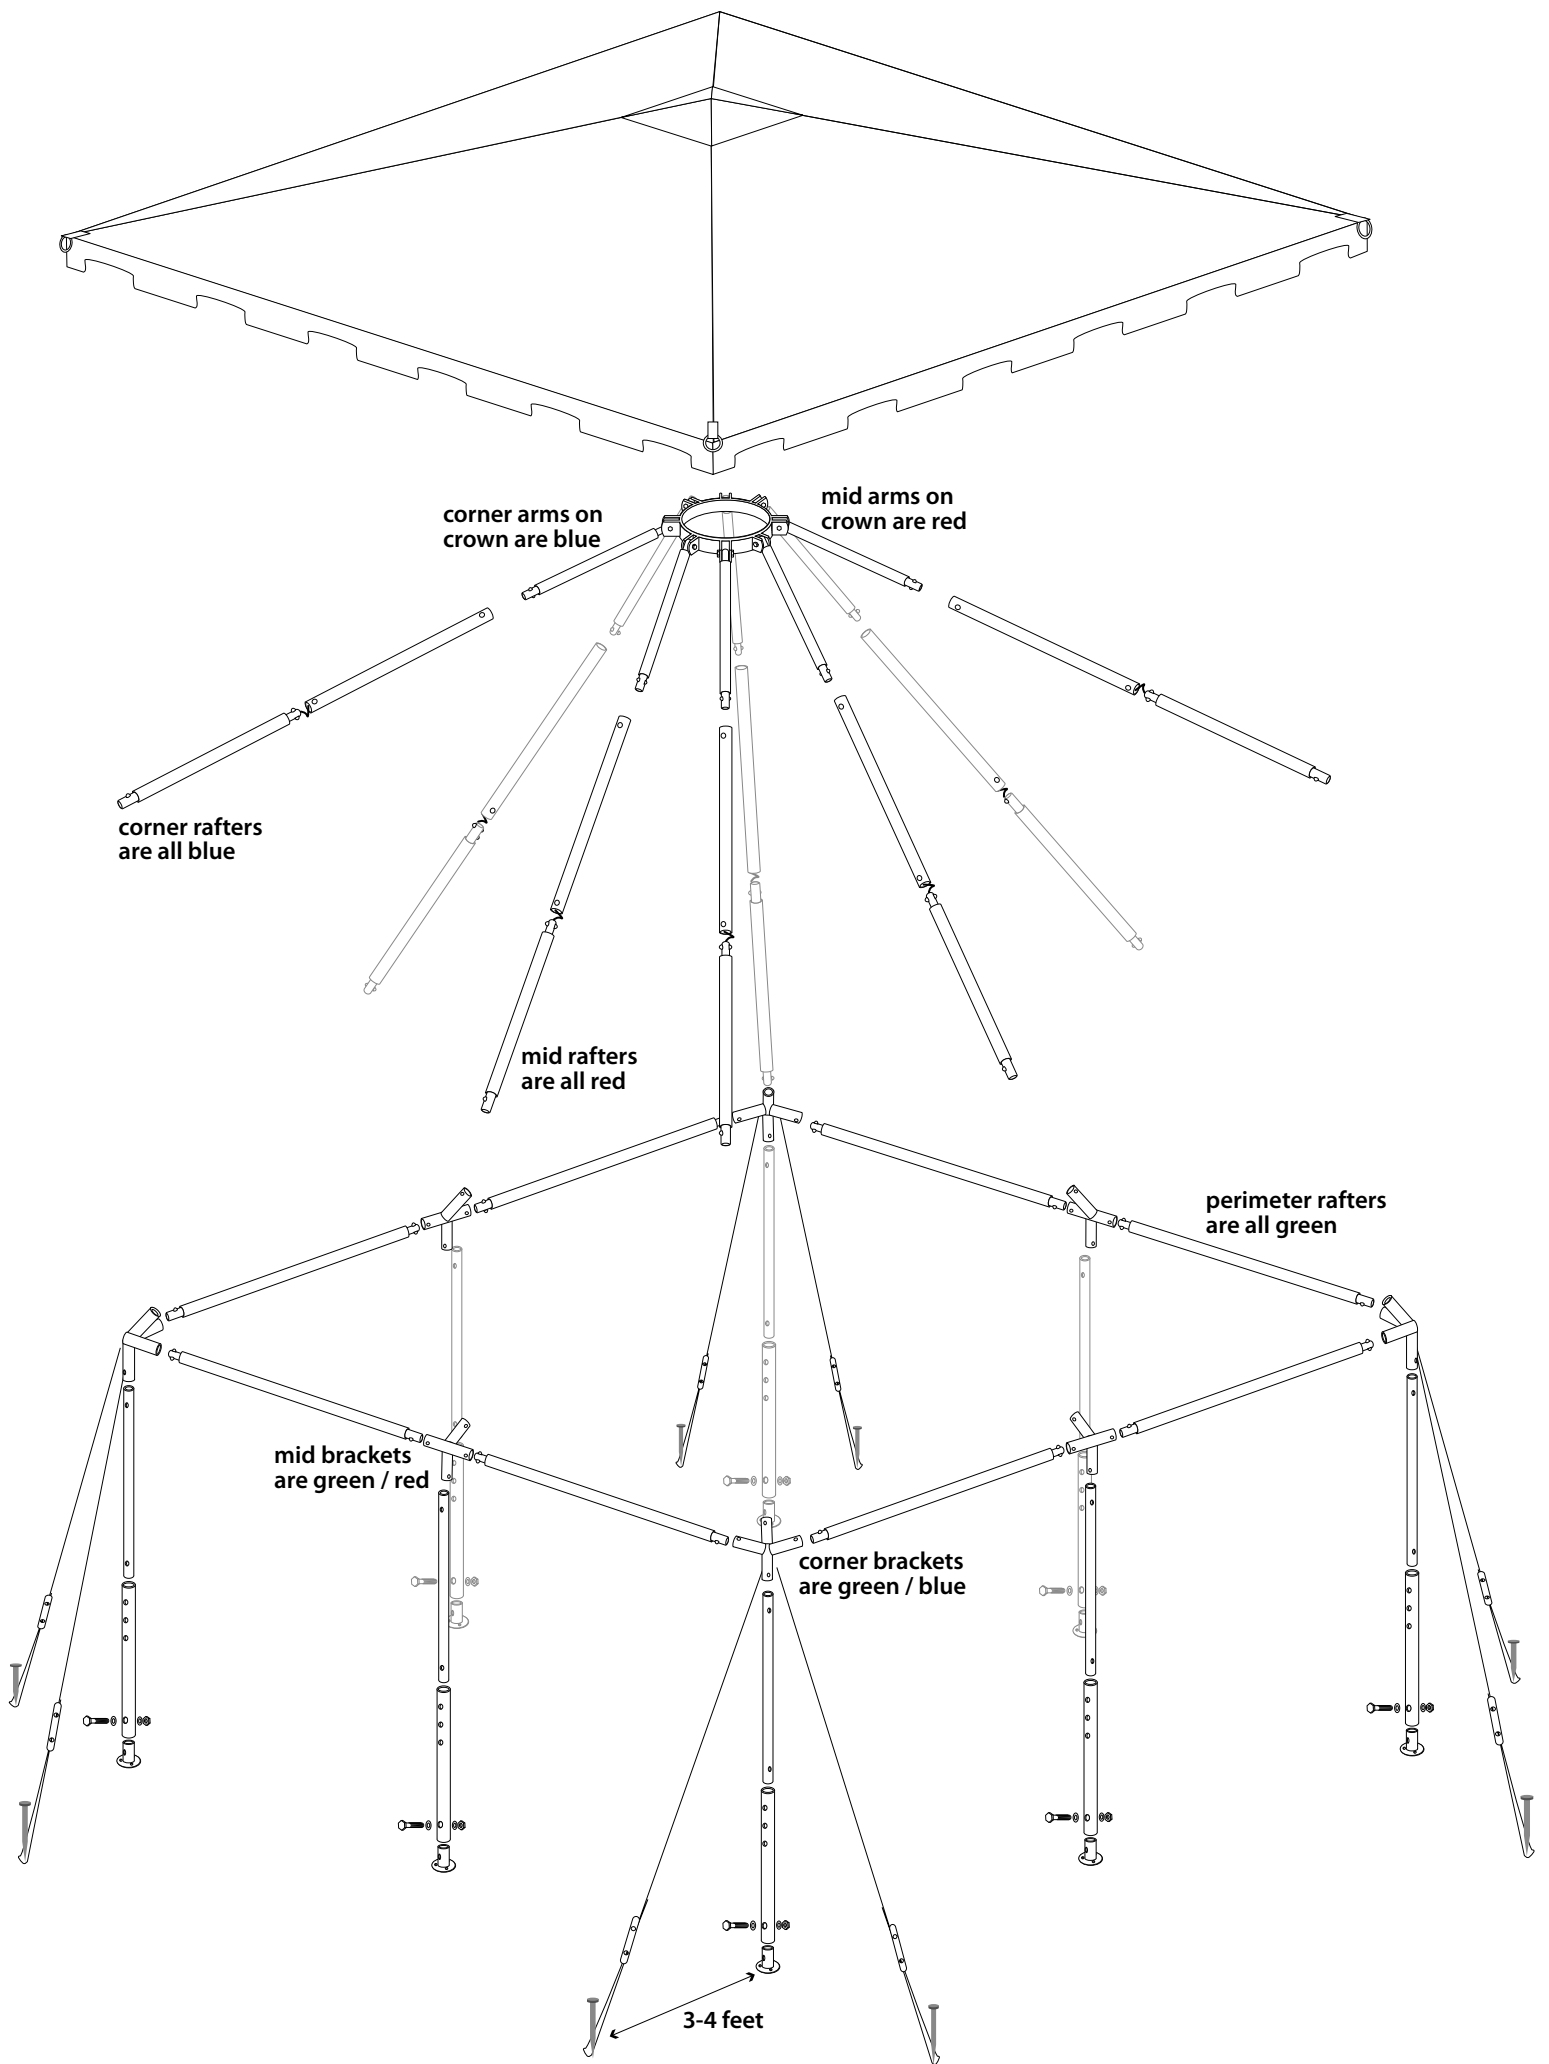 corner arms on
crown are blue
mid arms on
crown are red
corner rafters
are all blue
mid rafters
are all red
perimeter rafters
are all green
mid brackets
are green / red
corner brackets
are green / blue
3-4 feet